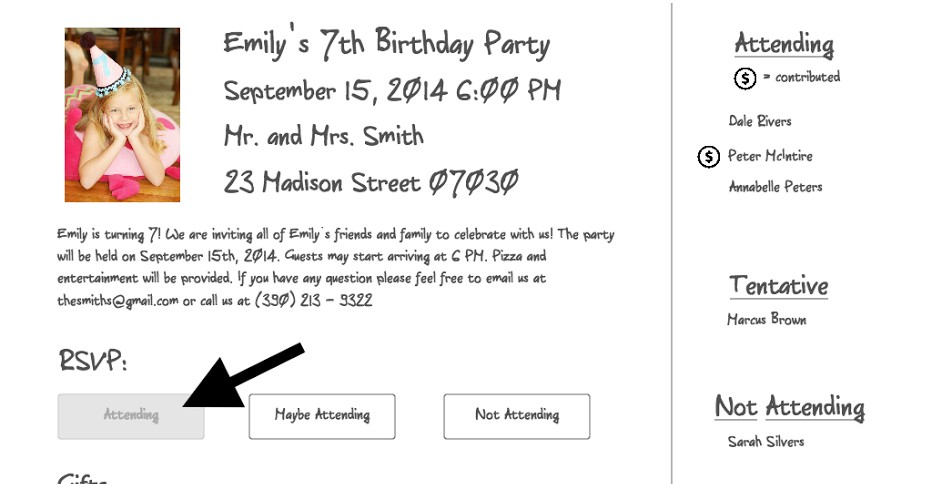 Emily's 7th Birthday Party
September 15, 2014 6:00 PM
Mr. and Mrs. Smith
23 Madison Street 07030
Emily is turning 7! We are inviting all of Emily's friends and family to celebrate with us! The party
will be held on September 15th, 2014. Guests may start arriving at 6 PM. Pizza and
entertainment will be provided. If you have any question please feel free to email us at
thesmiths@gmail.com or call us at (390) 213 - 9322
RSVP:
Attending
Maybe Attending
Not Attending
Gifts
Attending
$ = contributed
Dale Rivers
$ Peter McIntire
Annabelle Peters
Tentative
Marcus Brown
Not Attending
Sarah Silvers